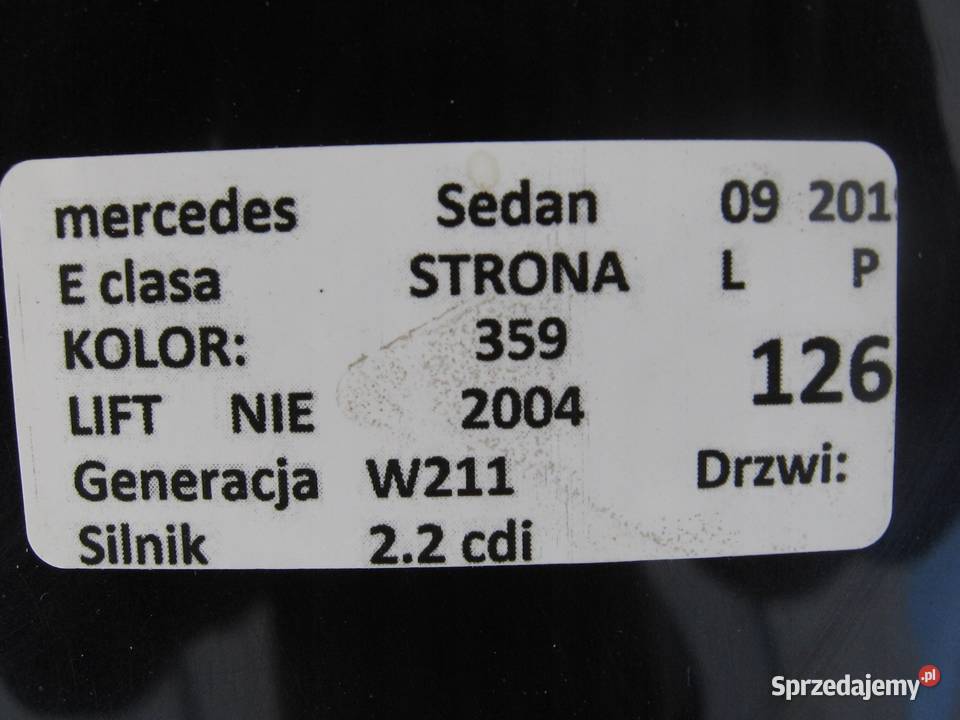 mercedes Sedan 09 2019
E clasa STRONA L P
KOLOR: 359
126
LIFT NIE 2004
Generacja W211 Drzwi:
Silnik 2.2 cdi
Sprzedajemy.pl